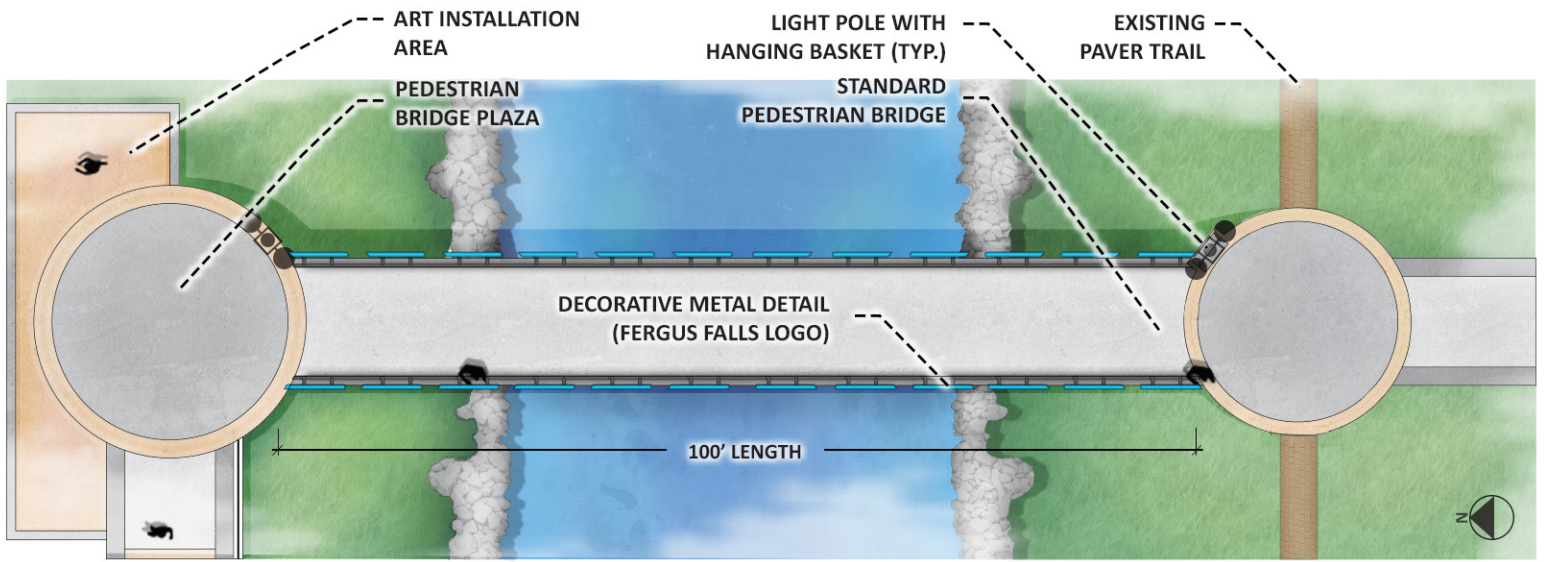 ART INSTALLATION
AREA
PEDESTRIAN
BRIDGE PLAZA
LIGHT POLE WITH
HANGING BASKET (TYP.)
STANDARD
PEDESTRIAN BRIDGE
EXISTING
PAVER TRAIL
DECORATIVE METAL DETAIL
(FERGUS FALLS LOGO)
100’ LENGTH
N